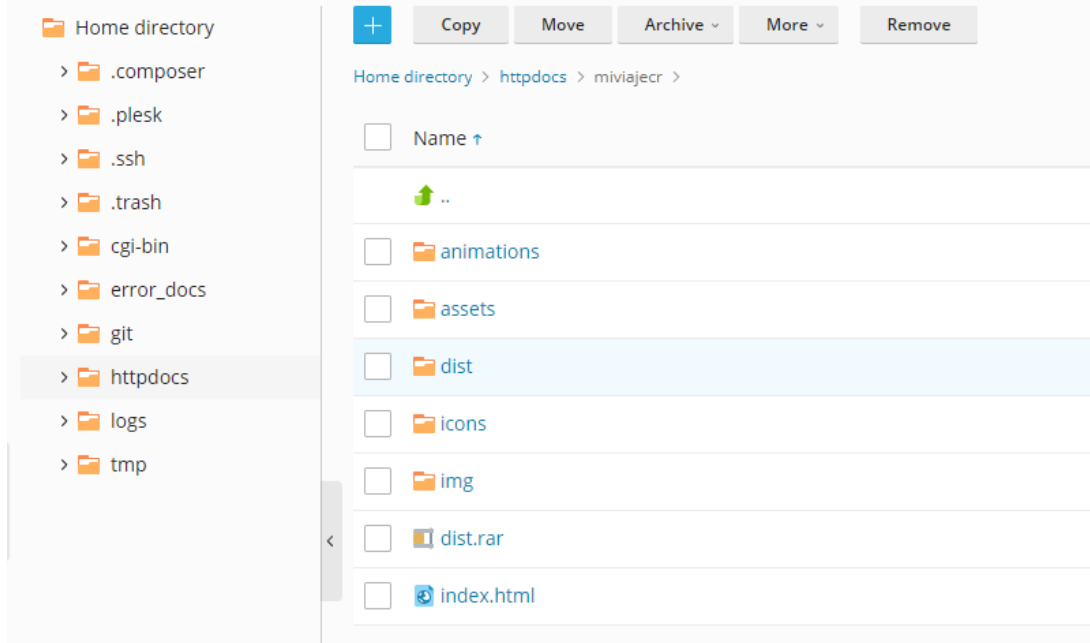 Home directory
.composer
.plesk
.ssh
.trash
cgi-bin
error_docs
git
httpdocs
logs
tmp
Copy Move Archive More Remove
Home directory > httpdocs > miviajecr >
Name ↑
..
animations
assets
dist
icons
img
dist.rar
index.html